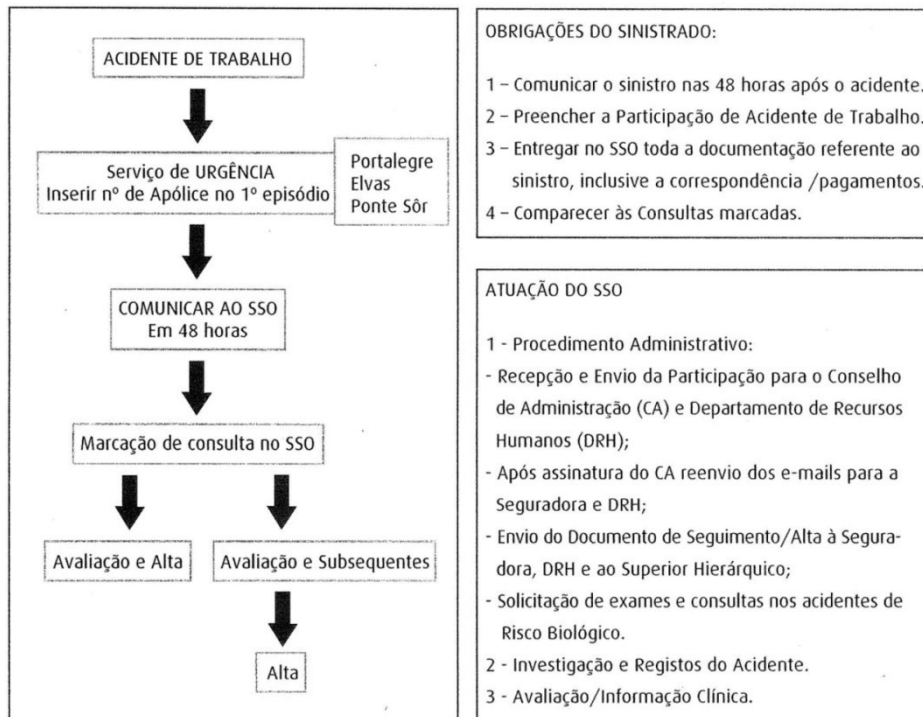 ACIDENTE DE TRABALHO
Serviço de URGÊNCIA
Inserir nº de Apólice no 1º episódio
Portalegre
Elvas
Ponte Sôr
COMUNICAR AO SSO
Em 48 horas
Marcação de consulta no SSO
Avaliação e Alta
Avaliação e Subsequentes
Alta
OBRIGAÇÕES DO SINISTRADO:
1 – Comunicar o sinistro nas 48 horas após o acidente.
2 – Preencher a Participação de Acidente de Trabalho.
3 – Entregar no SSO toda a documentação referente ao
sinistro, inclusive a correspondência /pagamentos.
4 – Comparecer às Consultas marcadas.
ATUAÇÃO DO SSO
1 - Procedimento Administrativo:
- Recepção e Envio da Participação para o Conselho
de Administração (CA) e Departamento de Recursos
Humanos (DRH);
- Após assinatura do CA reenvio dos e-mails para a
Seguradora e DRH;
- Envio do Documento de Seguimento/Alta à Segura-
dora, DRH e ao Superior Hierárquico;
- Solicitação de exames e consultas nos acidentes de
Risco Biológico.
2 - Investigação e Registos do Acidente.
3 - Avaliação/Informação Clínica.